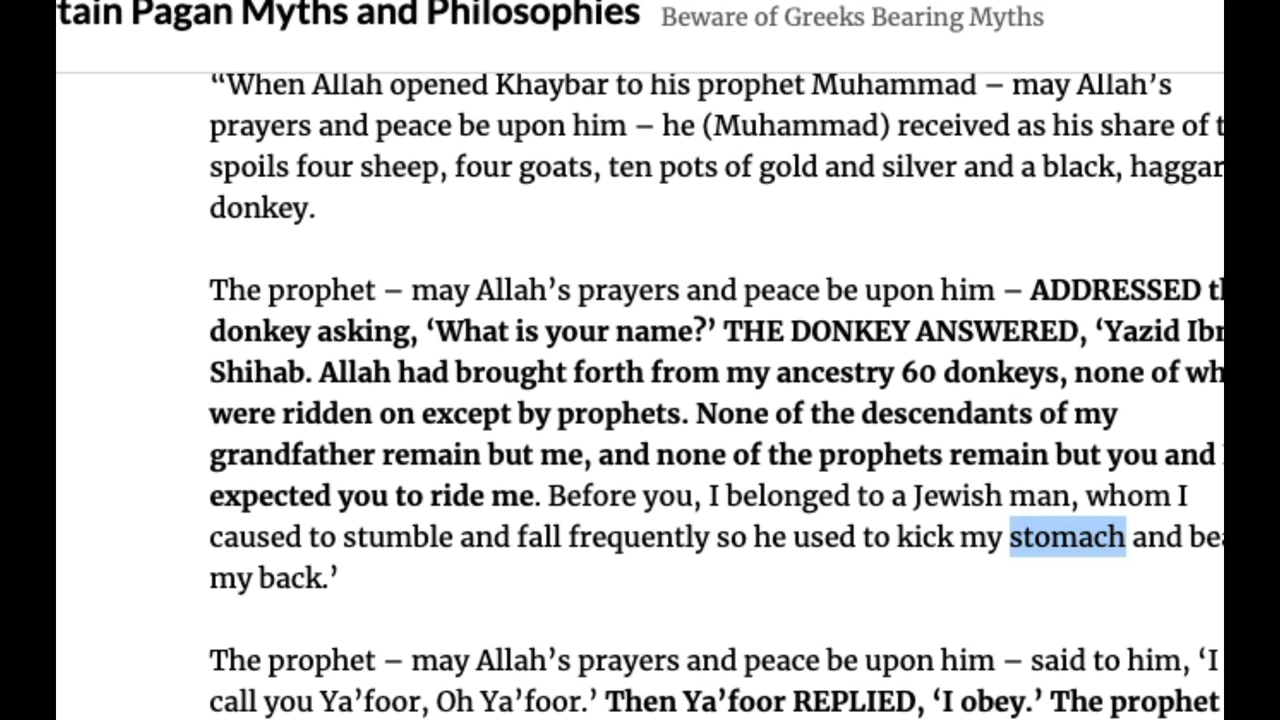 tain Pagan Myths and Philosophies Beware of Greeks Bearing Myths
“When Allah opened Khaybar to his prophet Muhammad – may Allah’s
prayers and peace be upon him – he (Muhammad) received as his share of t
spoils four sheep, four goats, ten pots of gold and silver and a black, haggar
donkey.
The prophet – may Allah’s prayers and peace be upon him – ADDRESSED th
donkey asking, ‘What is your name?’ THE DONKEY ANSWERED, ‘Yazid Ibn
Shihab. Allah had brought forth from my ancestry 60 donkeys, none of wh
were ridden on except by prophets. None of the descendants of my
grandfather remain but me, and none of the prophets remain but you and I
expected you to ride me. Before you, I belonged to a Jewish man, whom I
caused to stumble and fall frequently so he used to kick my stomach and bea
my back.’
The prophet – may Allah’s prayers and peace be upon him – said to him, ‘I
call you Ya’foor, Oh Ya’foor.’ Then Ya’foor REPLIED, ‘I obey.’ The prophet